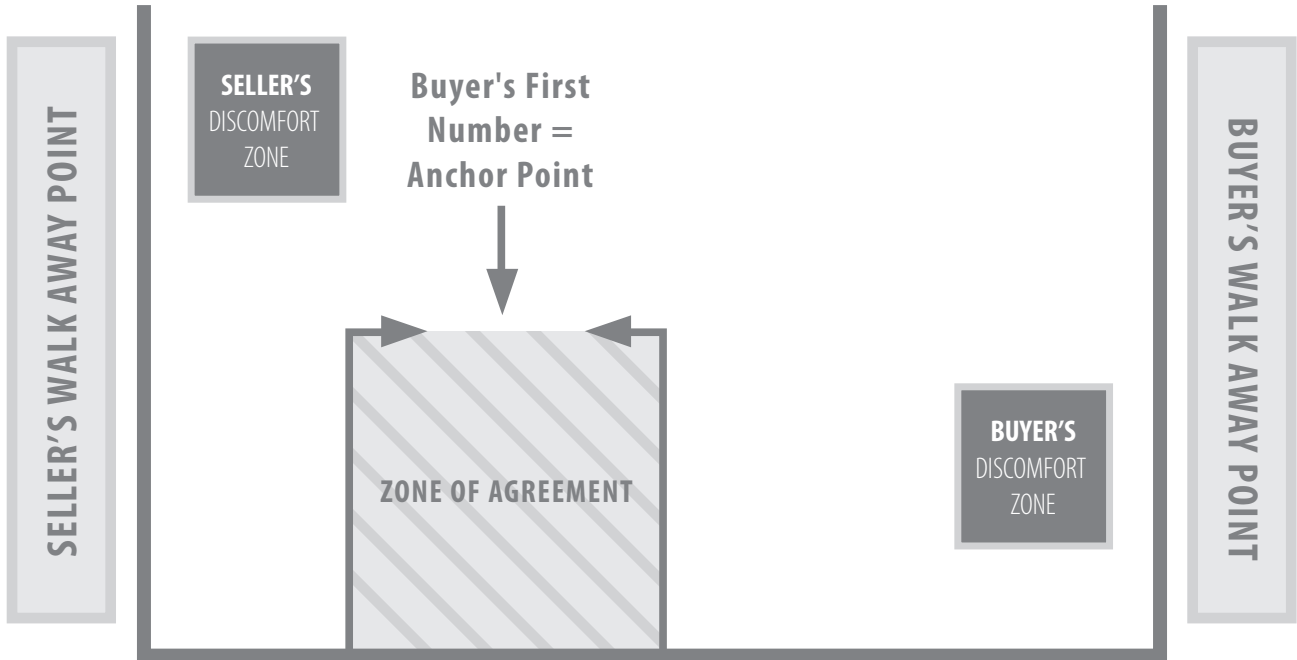 SELLER’S WALK AWAY POINT
SELLER’S
DISCOMFORT
ZONE
Buyer's First
Number =
Anchor Point
ZONE OF AGREEMENT
BUYER’S
DISCOMFORT
ZONE
BUYER’S WALK AWAY POINT